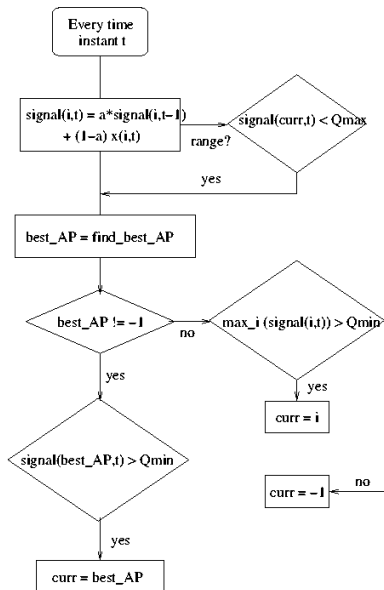 Every time
instant t
signal(i,t) = a*signal(i,t-1)
+ (1-a) x(i,t)
range?
signal(curr,t) < Qmax
yes
best_AP = find_best_AP
best_AP != -1
no
max_i (signal(i,t)) > Qmin
yes
yes
curr = i
signal(best_AP,t) > Qmin
curr = -1
no
yes
curr = best_AP